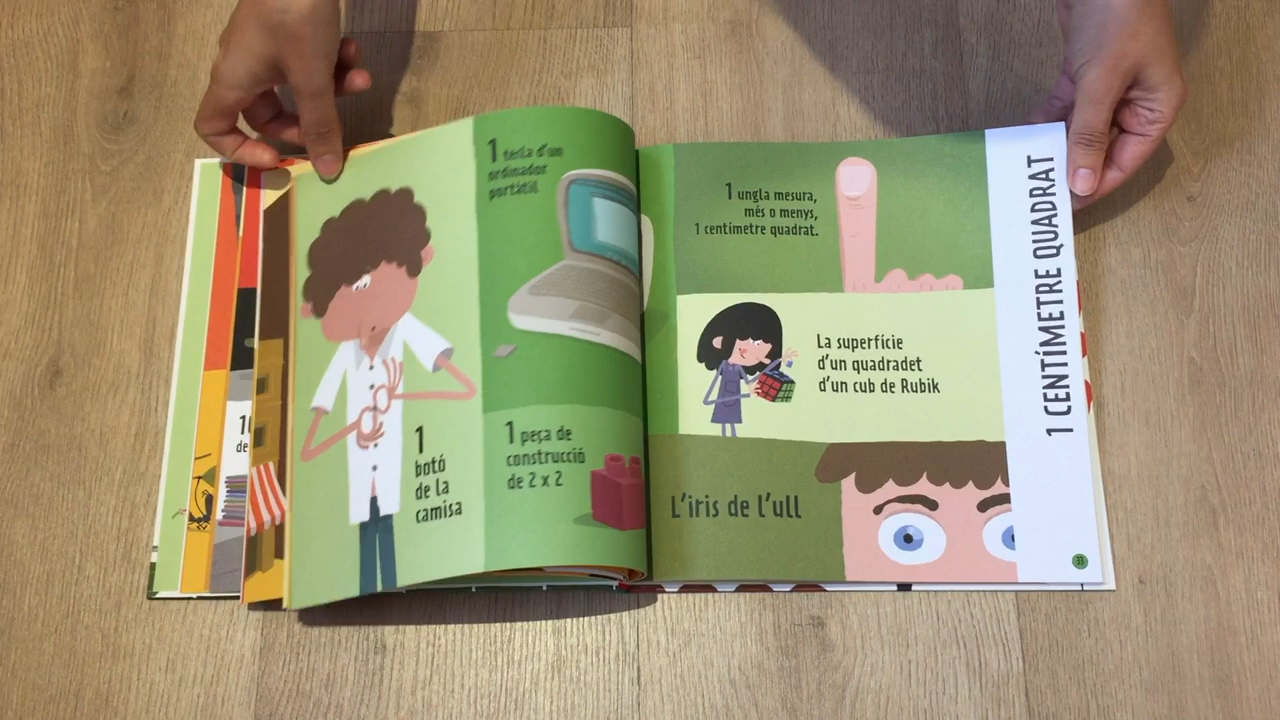 1 tecla d'un
ordinador
portàtil
1
botó
de la
camisa
1 peça de
construcció
de 2 x 2
1 ungla mesura,
més o menys,
1 centímetre quadrat.
La superfície
d'un quadradet
d'un cub de Rubik
L'iris de l'ull
1 CENTÍMETRE QUADRAT
33